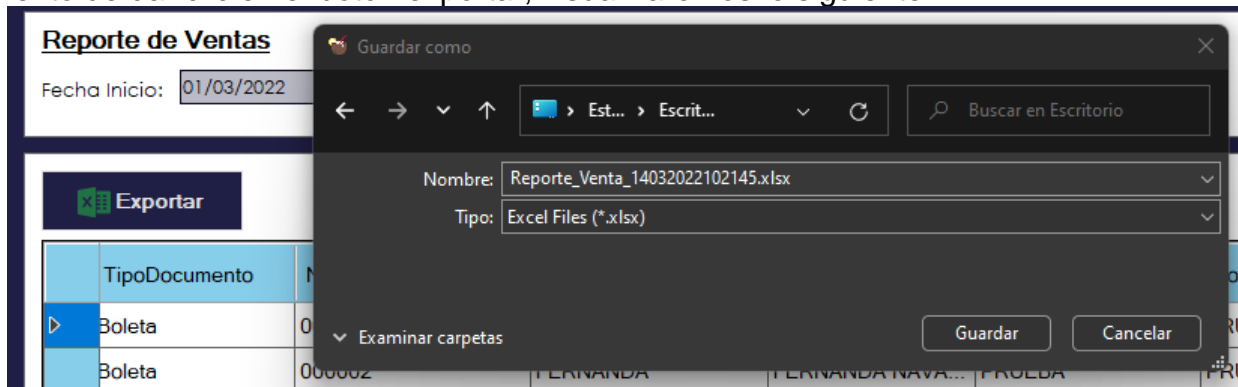 Reporte de Ventas
Guardar como
Fecha Inicio: 01/03/2022
Est... > Escrit...
Buscar en Escritorio
Nombre: Reporte_Venta_14032022102145.xlsx
Exportar
Tipo: Excel Files (*.xlsx)
TipoDocumento
Boleta
Examinar carpetas
Guardar
Cancelar
Boleta 000002 FERNANDA FERNANDA NAVA... PRUEBA